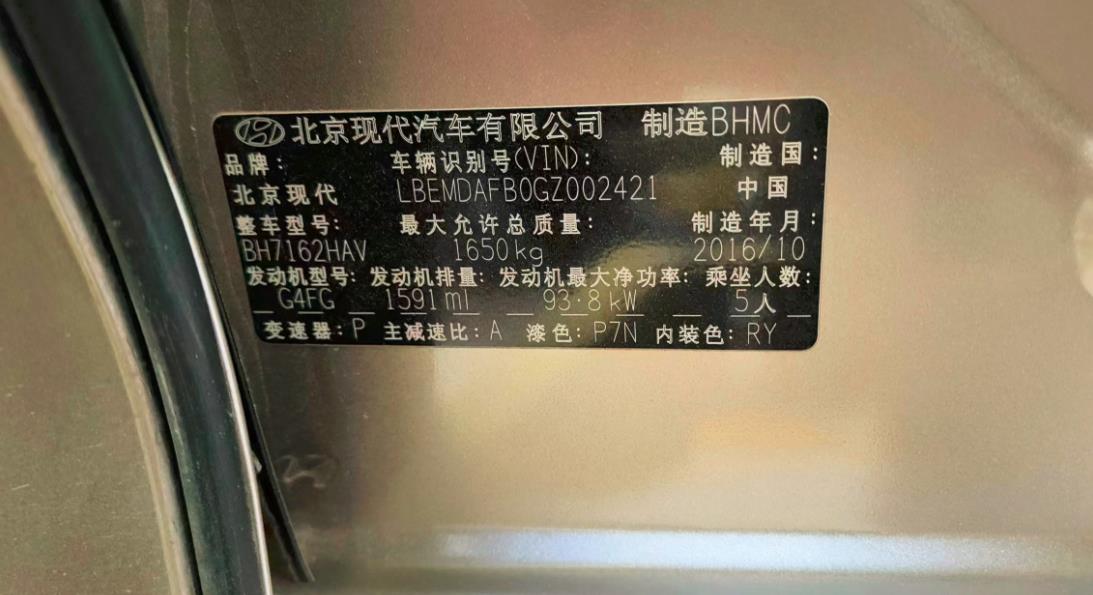 北京现代汽车有限公司 制造BHMC
品牌: 车辆识别号(VIN): 制造国:
北京现代 LBEMDAFB0GZ002421 中国
整车型号: 最大允许总质量: 制造年月:
BH7162HAV 1650kg 2016/10
发动机型号: 发动机排量: 发动机最大净功率: 乘坐人数:
G4FG 1591ml 93·8kW 5人
变速器: P 主减速比: A 漆色: P7N 内装色: RY